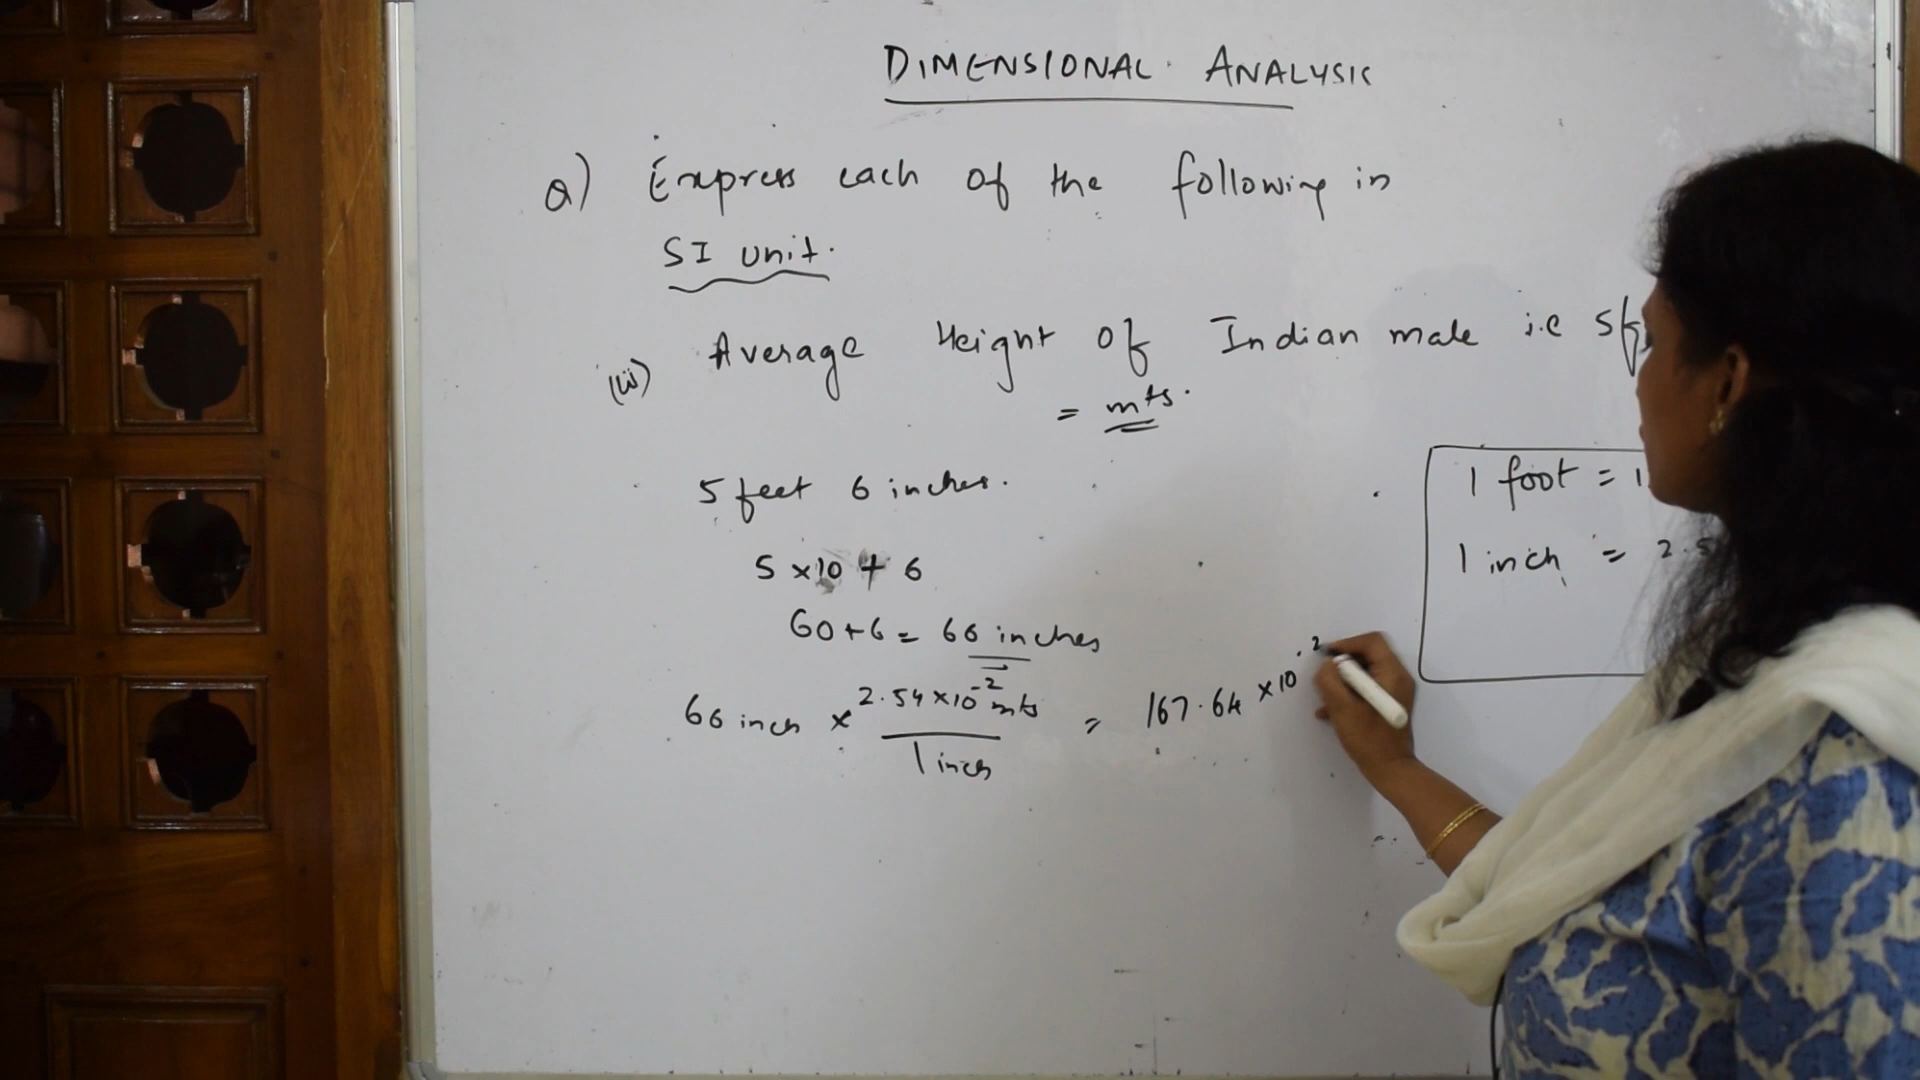 DIMENSIONAL ANALYSIS
Q) Express each of the following in
SI unit.
Average Height of Indian male i.e 5f
= mts.
5 feet 6 inches.
5 ×10 + 6
60+6 = 66 inches
66 inch × 2.54 ×10⁻² mts / 1 inch = 167.64 ×10⁻²
1 foot = 1
1 inch = 2.5